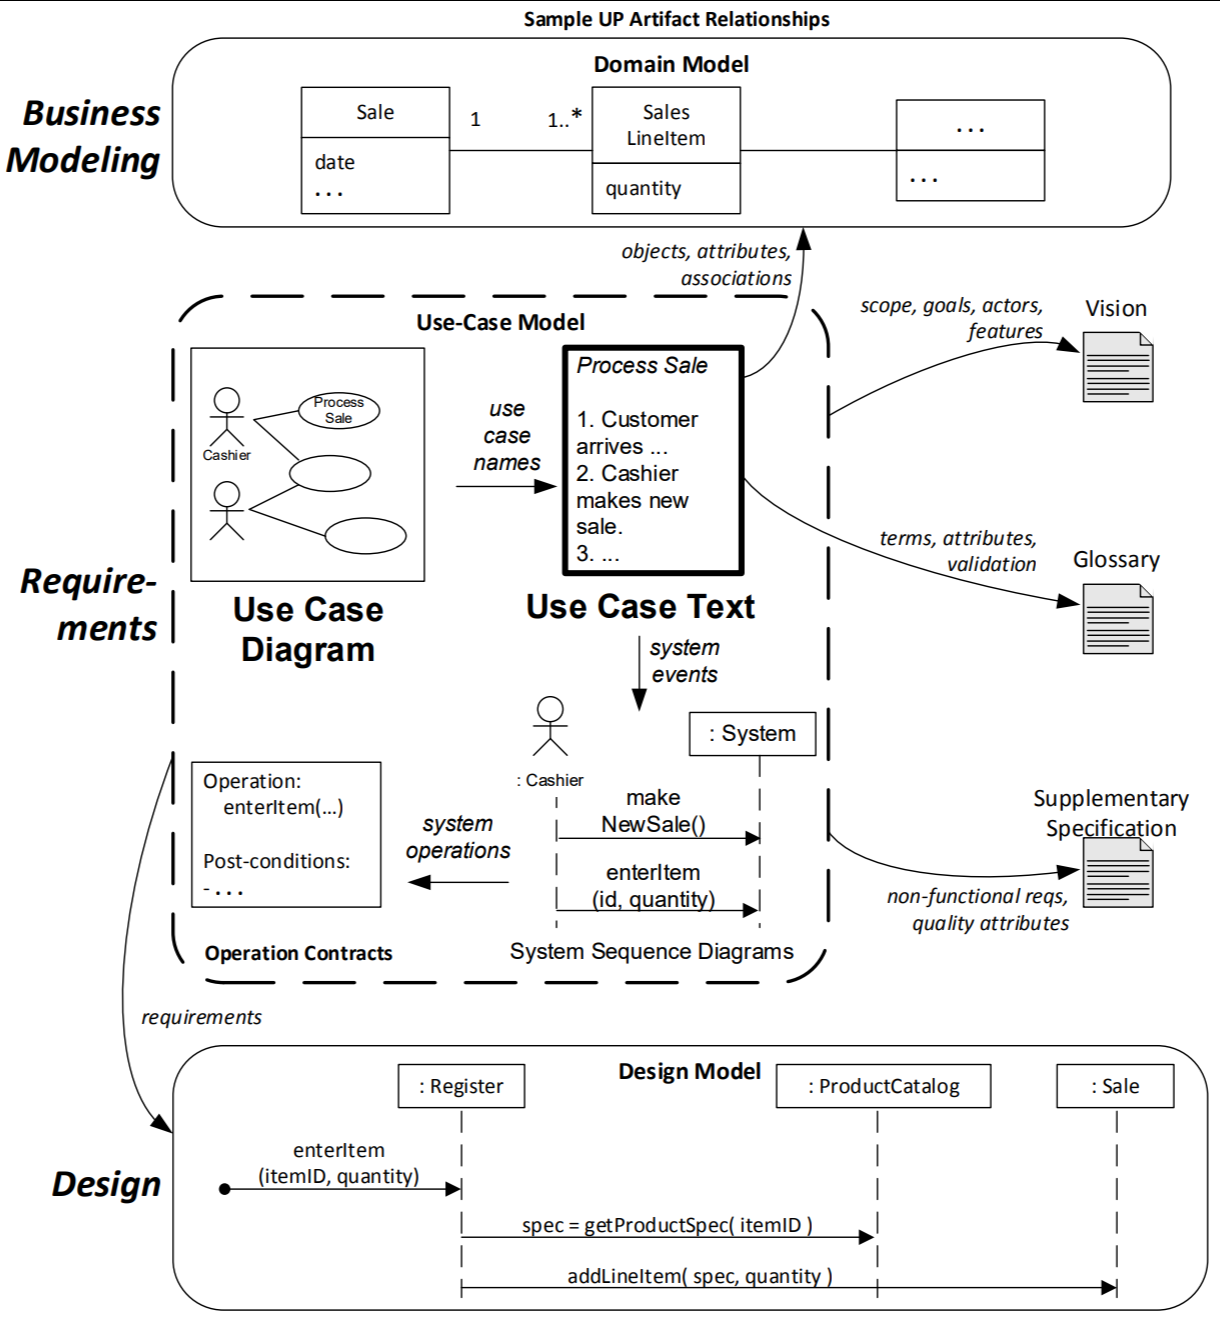 Sample UP Artifact Relationships
Domain Model
Business
Modeling
Sale
date
. . .
1
1..*
Sales
LineItem
quantity
. . .
. . .
objects, attributes,
associations
Use-Case Model
scope, goals, actors,
features
Vision
Process
Sale
Cashier
use
case
names
Process Sale
1. Customer
arrives ...
2. Cashier
makes new
sale.
3. ...
terms, attributes,
validation
Glossary
Require-
ments
Use Case
Diagram
Use Case Text
system
events
: Cashier
: System
make
NewSale()
enterItem
(id, quantity)
System Sequence Diagrams
system
operations
Operation:
enterItem(...)
Post-conditions:
- . . .
Operation Contracts
Supplementary
Specification
non-functional reqs,
quality attributes
requirements
Design Model
Design
: Register
: ProductCatalog
: Sale
enterItem
(itemID, quantity)
spec = getProductSpec( itemID )
addLineItem( spec, quantity )